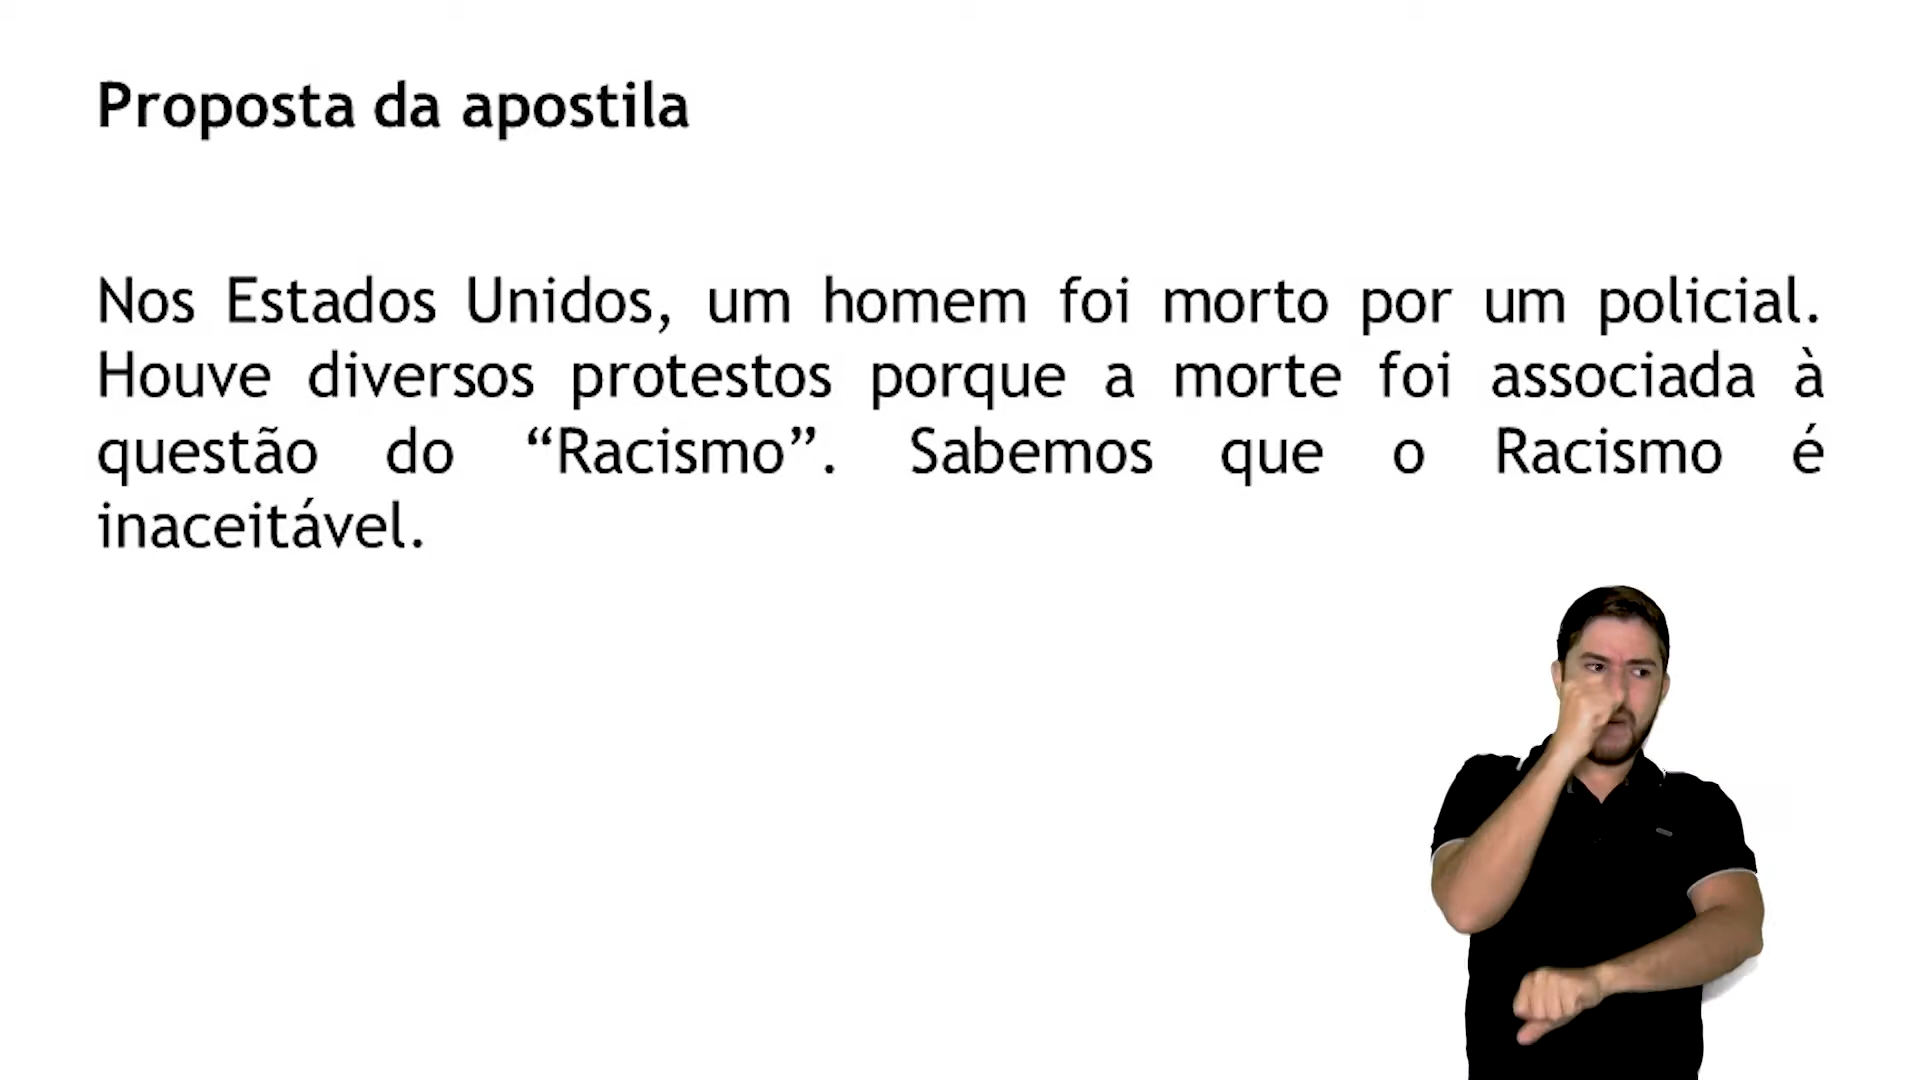 Proposta da apostila
Nos Estados Unidos, um homem foi morto por um policial.
Houve diversos protestos porque a morte foi associada à
questão do “Racismo”. Sabemos que o Racismo é
inaceitável.